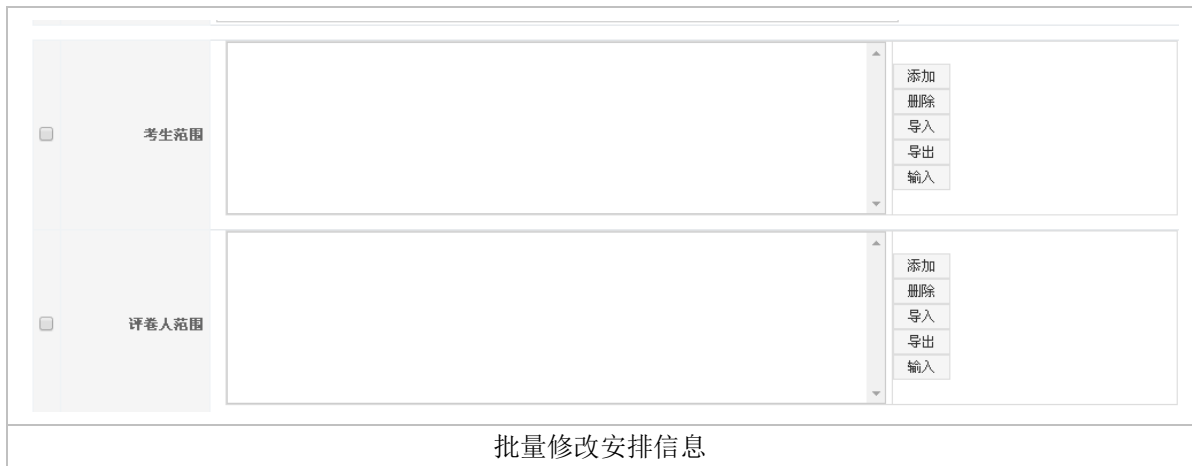 考生范围
添加
删除
导入
导出
输入
评卷人范围
添加
删除
导入
导出
输入
批量修改安排信息